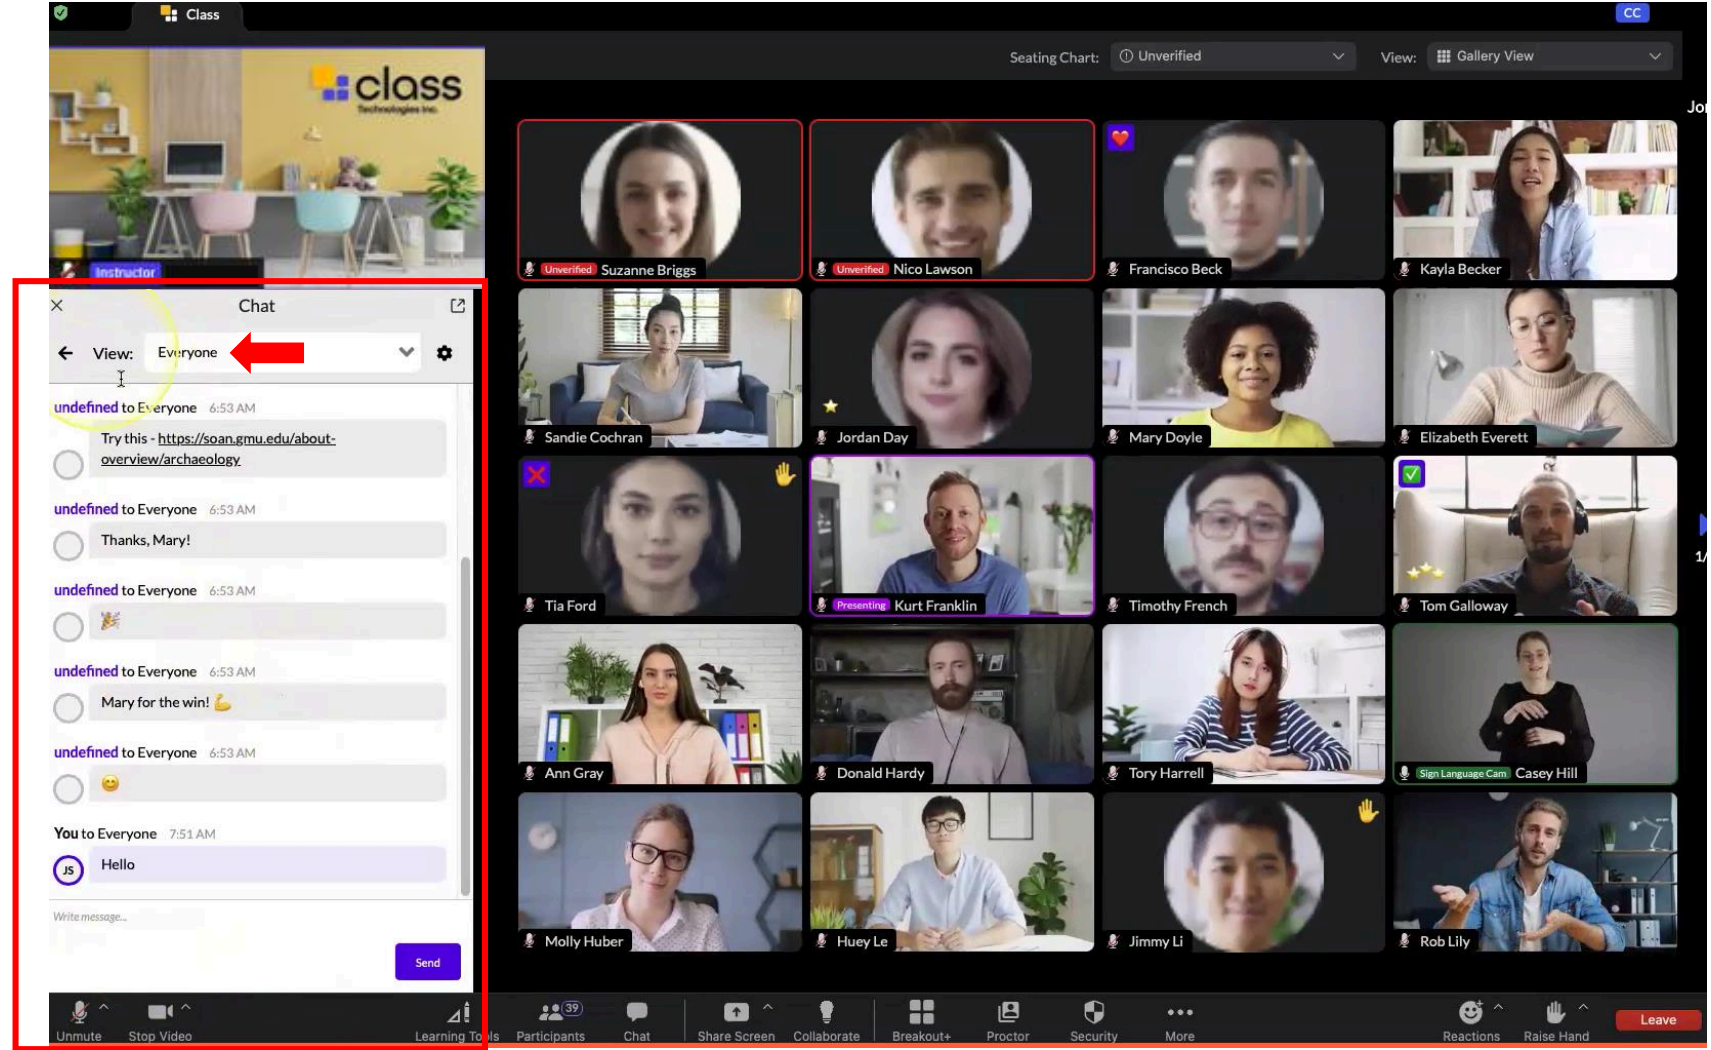 Class
CC
class
Technologies Inc.
Seating Chart:
Unverified
View:
Gallery View
Jor
Instructor
Unverified Suzanne Briggs
Unverified Nico Lawson
Francisco Beck
Kayla Becker
Chat
View:
Everyone
undefined to Everyone 6:53 AM
Try this - https://soan.gmu.edu/about-
overview/archaeology
undefined to Everyone 6:53 AM
Thanks, Mary!
undefined to Everyone 6:53 AM
🎉
undefined to Everyone 6:53 AM
Mary for the win! 💪
undefined to Everyone 6:53 AM
😊
You to Everyone 7:51 AM
JS
Hello
Write message...
Send
Sandie Cochran
Jordan Day
Mary Doyle
Elizabeth Everett
Tia Ford
Presenting Kurt Franklin
Timothy French
Tom Galloway
1/
Ann Gray
Donald Hardy
Tory Harrell
Sign Language Cam Casey Hill
Molly Huber
Huey Le
Jimmy Li
Rob Lily
Unmute
Stop Video
Learning Tools
39
Participants
Chat
Share Screen
Collaborate
Breakout+
Proctor
Security
More
Reactions
Raise Hand
Leave